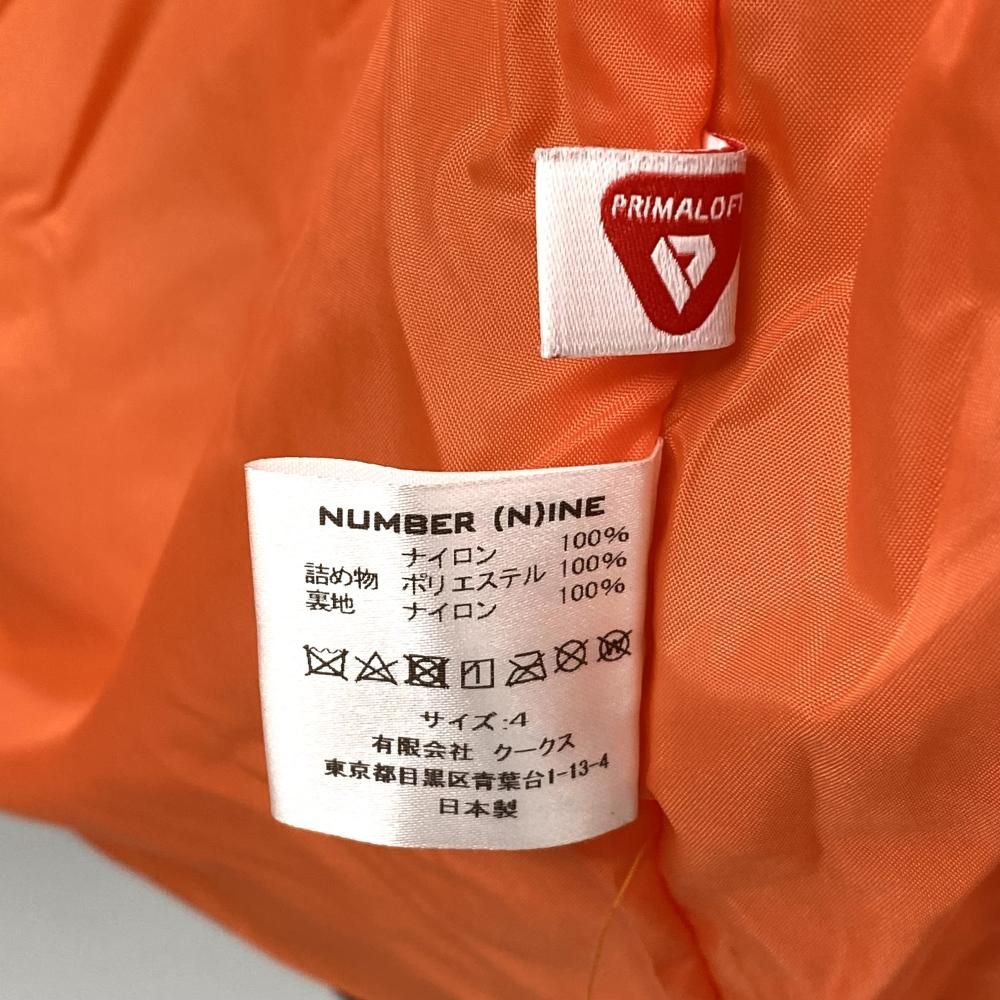 PRIMALOFT
NUMBER (N)INE
ナイロン 100%
詰め物 ポリエステル 100%
裏地 ナイロン 100%
サイズ:4
有限会社 クークス
東京都目黒区青葉台1-13-4
日本製